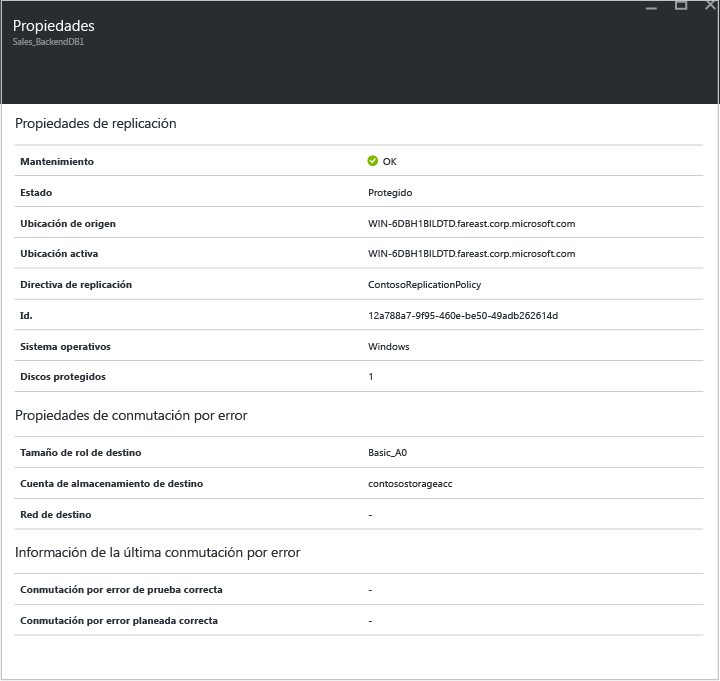 Propiedades
Sales_BackendDB1
Propiedades de replicación
Mantenimiento OK
Estado Protegido
Ubicación de origen WIN-6DBH1BILDTD.fareast.corp.microsoft.com
Ubicación activa WIN-6DBH1BILDTD.fareast.corp.microsoft.com
Directiva de replicación ContosoReplicationPolicy
Id. 12a788a7-9f95-460e-be50-49adb262614d
Sistema operativos Windows
Discos protegidos 1
Propiedades de conmutación por error
Tamaño de rol de destino Basic_A0
Cuenta de almacenamiento de destino contosostorageacc
Red de destino -
Información de la última conmutación por error
Conmutación por error de prueba correcta -
Conmutación por error planeada correcta -